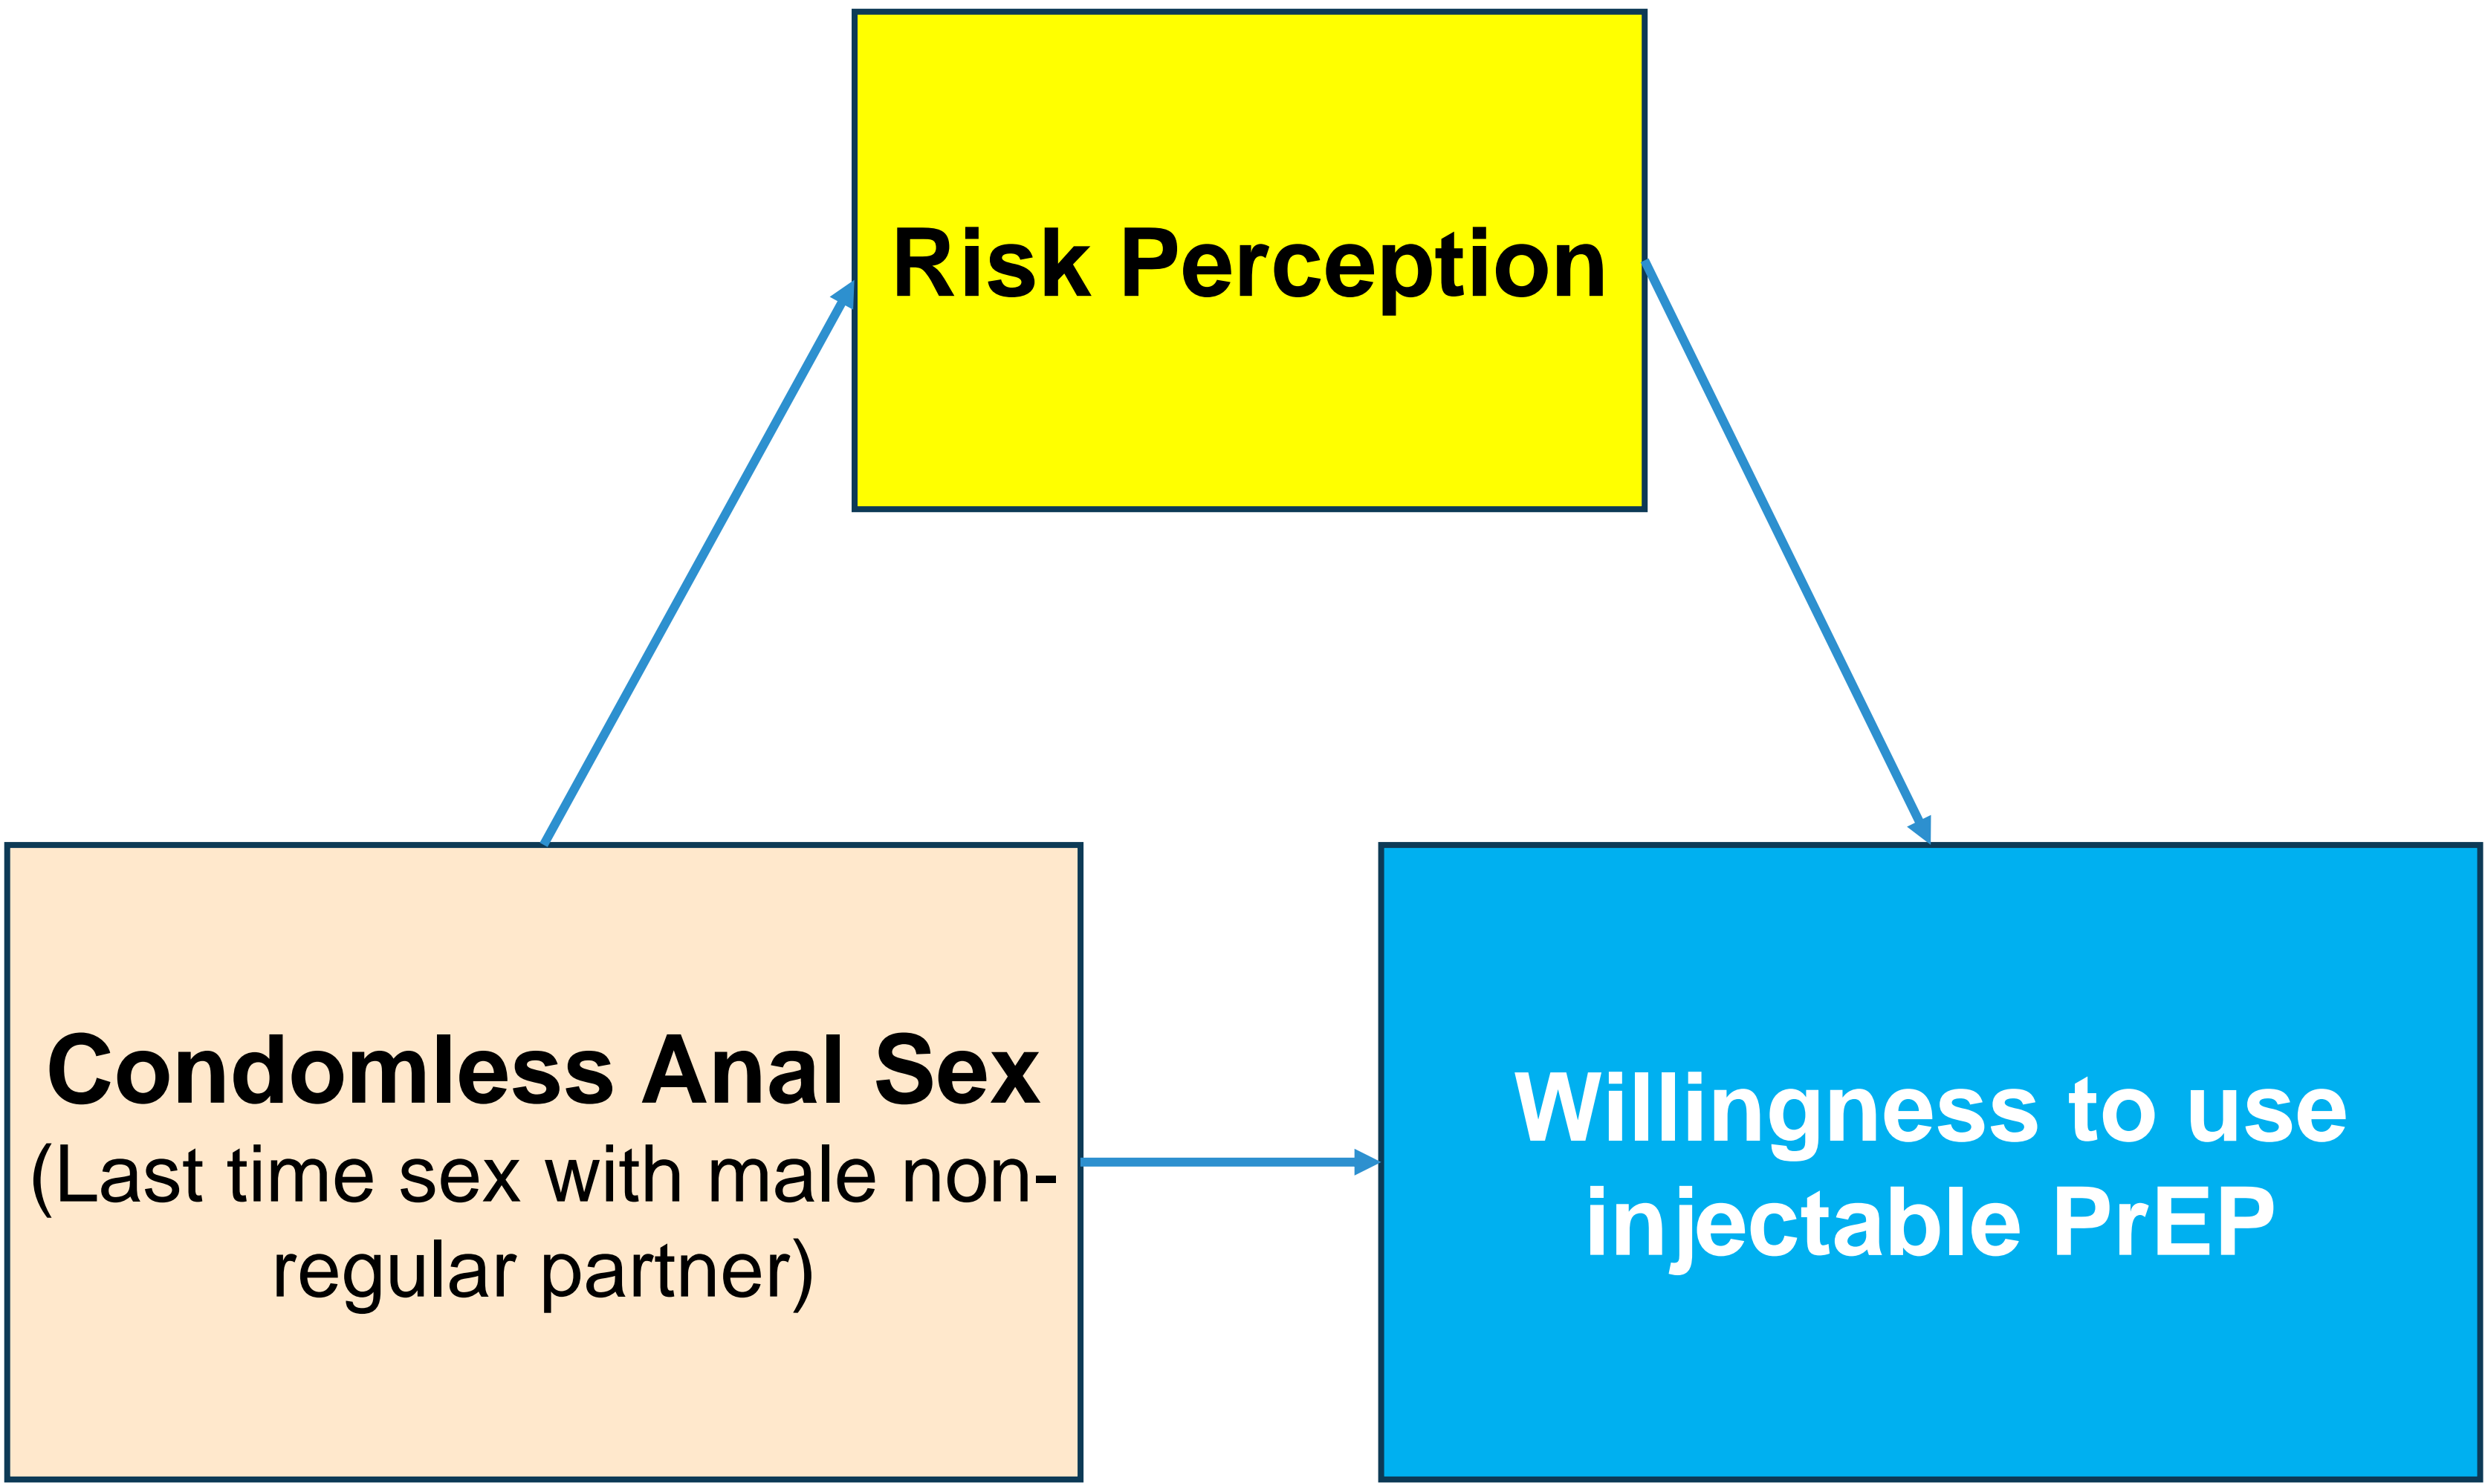 Risk Perception
Condomless Anal Sex
(Last time sex with male non-
regular partner)
Willingness to use
injectable PrEP